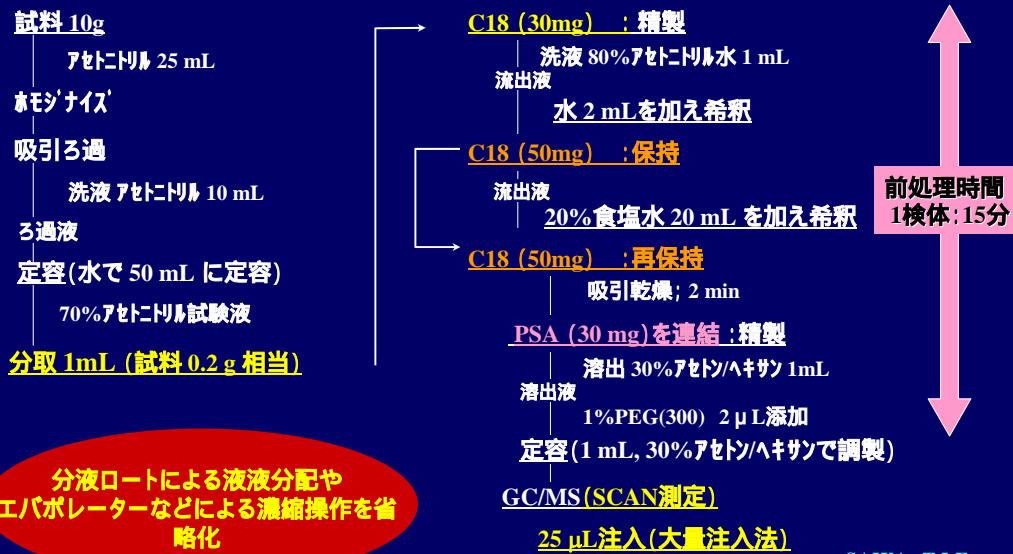 試料 10g
アセトニトリル 25 mL
ホモジナイズ
吸引ろ過
洗液 アセトニトリル 10 mL
ろ過液
定容(水で 50 mL に定容)
70%アセトニトリル試験液
分取 1mL (試料 0.2 g 相当)
分液ロートによる液液分配や
エバポレーターなどによる濃縮操作を省
略化
C18 (30mg) :精製
洗液 80%アセトニトリル水 1 mL
流出液
水 2 mLを加え希釈
C18 (50mg) :保持
流出液
20%食塩水 20 mL を加え希釈
C18 (50mg) :再保持
吸引乾燥; 2 min
PSA (30 mg)を連結 :精製
溶出 30%アセトン/ヘキサン 1mL
溶出液
1%PEG(300) 2 μL添加
定容(1 mL, 30%アセトン/ヘキサンで調製)
GC/MS(SCAN測定)
25 μL注入(大量注入法)
前処理時間
1検体:15分